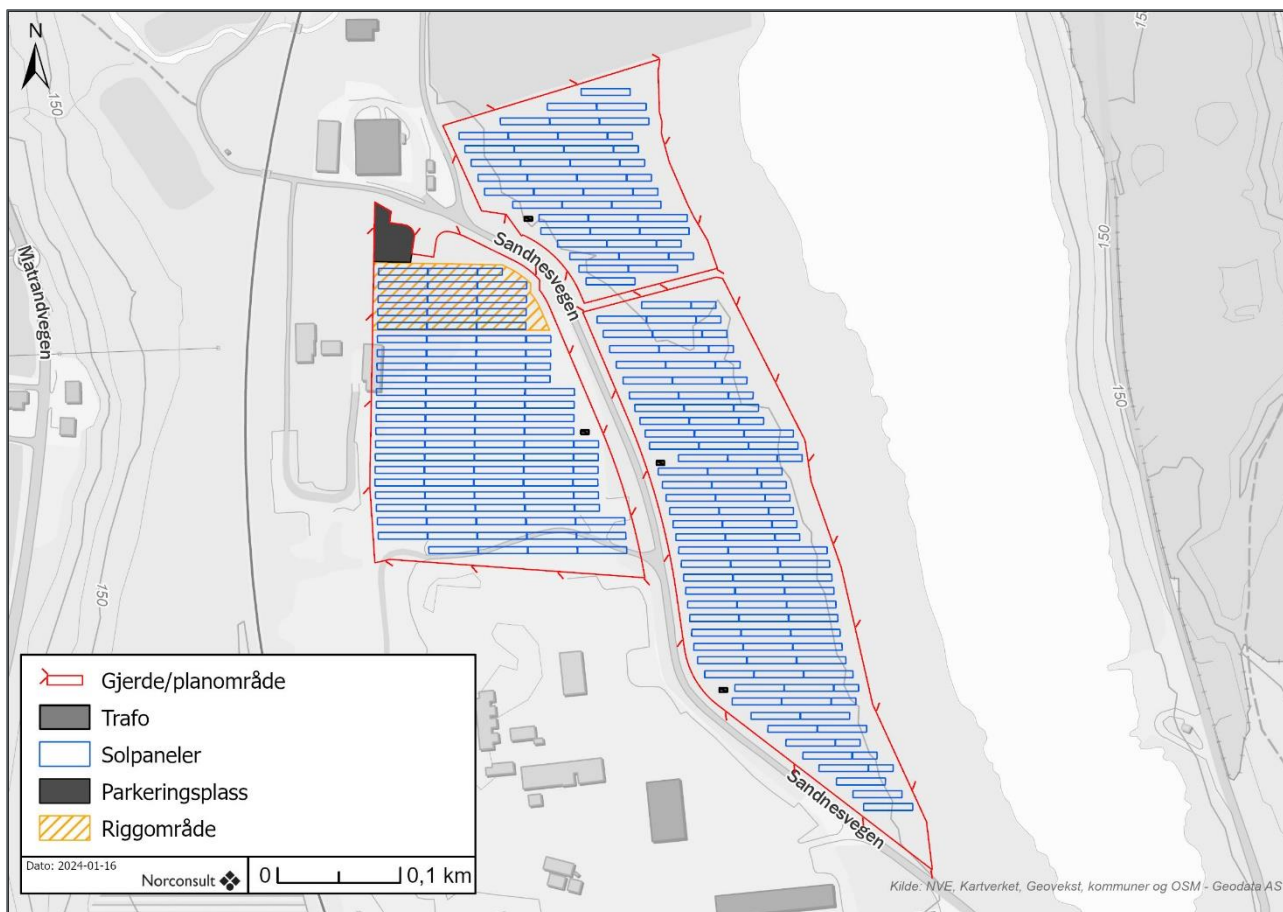 N
150
150
150
150
Matrandvegen
Sandnesvegen
150
Gjerde/planområde
Trafo
Solpaneler
Parkeringsplass
Riggområde
Sandnesvegen
Dato: 2024-01-16
Norconsult
0 0,1 km
Kilde: NVE, Kartverket, Geovekst, kommuner og OSM - Geodata AS